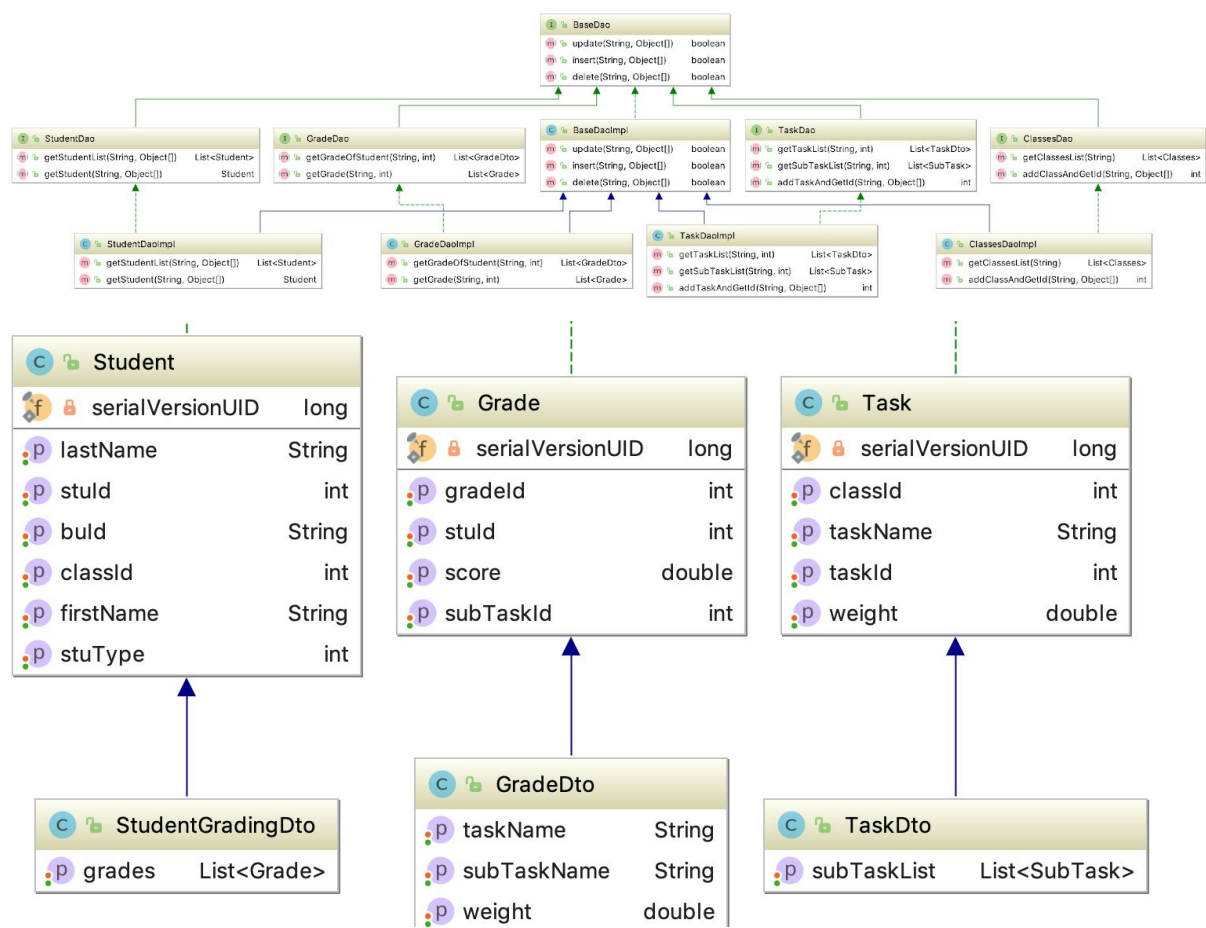 BaseDao
update(String, Object[]) boolean
insert(String, Object[]) boolean
delete(String, Object[]) boolean
StudentDao
getStudentList(String, Object[]) List<Student>
getStudent(String, Object[]) Student
GradeDao
getGradeOfStudent(String, int) List<GradeDto>
getGrade(String, int) List<Grade>
BaseDaoImpl
update(String, Object[]) boolean
insert(String, Object[]) boolean
delete(String, Object[]) boolean
TaskDao
getTaskList(String, int) List<TaskDto>
getSubTaskList(String, int) List<SubTask>
addTaskAndGetId(String, Object[]) int
ClassesDao
getClassesList(String) List<Classes>
addClassAndGetId(String, Object[]) int
StudentDaoImpl
getStudentList(String, Object[]) List<Student>
getStudent(String, Object[]) Student
GradeDaoImpl
getGradeOfStudent(String, int) List<GradeDto>
getGrade(String, int) List<Grade>
TaskDaoImpl
getTaskList(String, int) List<TaskDto>
getSubTaskList(String, int) List<SubTask>
addTaskAndGetId(String, Object[]) int
ClassesDaoImpl
getClassesList(String) List<Classes>
addClassAndGetId(String, Object[]) int
Student
serialVersionUID long
lastName String
stuId int
buId String
classId int
firstName String
stuType int
Grade
serialVersionUID long
gradeId int
stuId int
score double
subTaskId int
Task
serialVersionUID long
classId int
taskName String
taskId int
weight double
StudentGradingDto
grades List<Grade>
GradeDto
taskName String
subTaskName String
weight double
TaskDto
subTaskList List<SubTask>